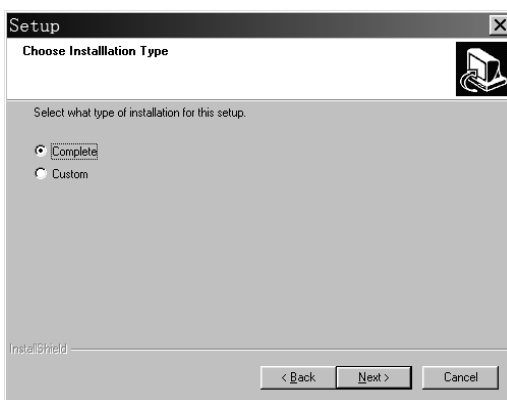 Setup
Choose Installlation Type
Select what type of installation for this setup.
Complete
Custom
InstallShield
< Back
Next >
Cancel